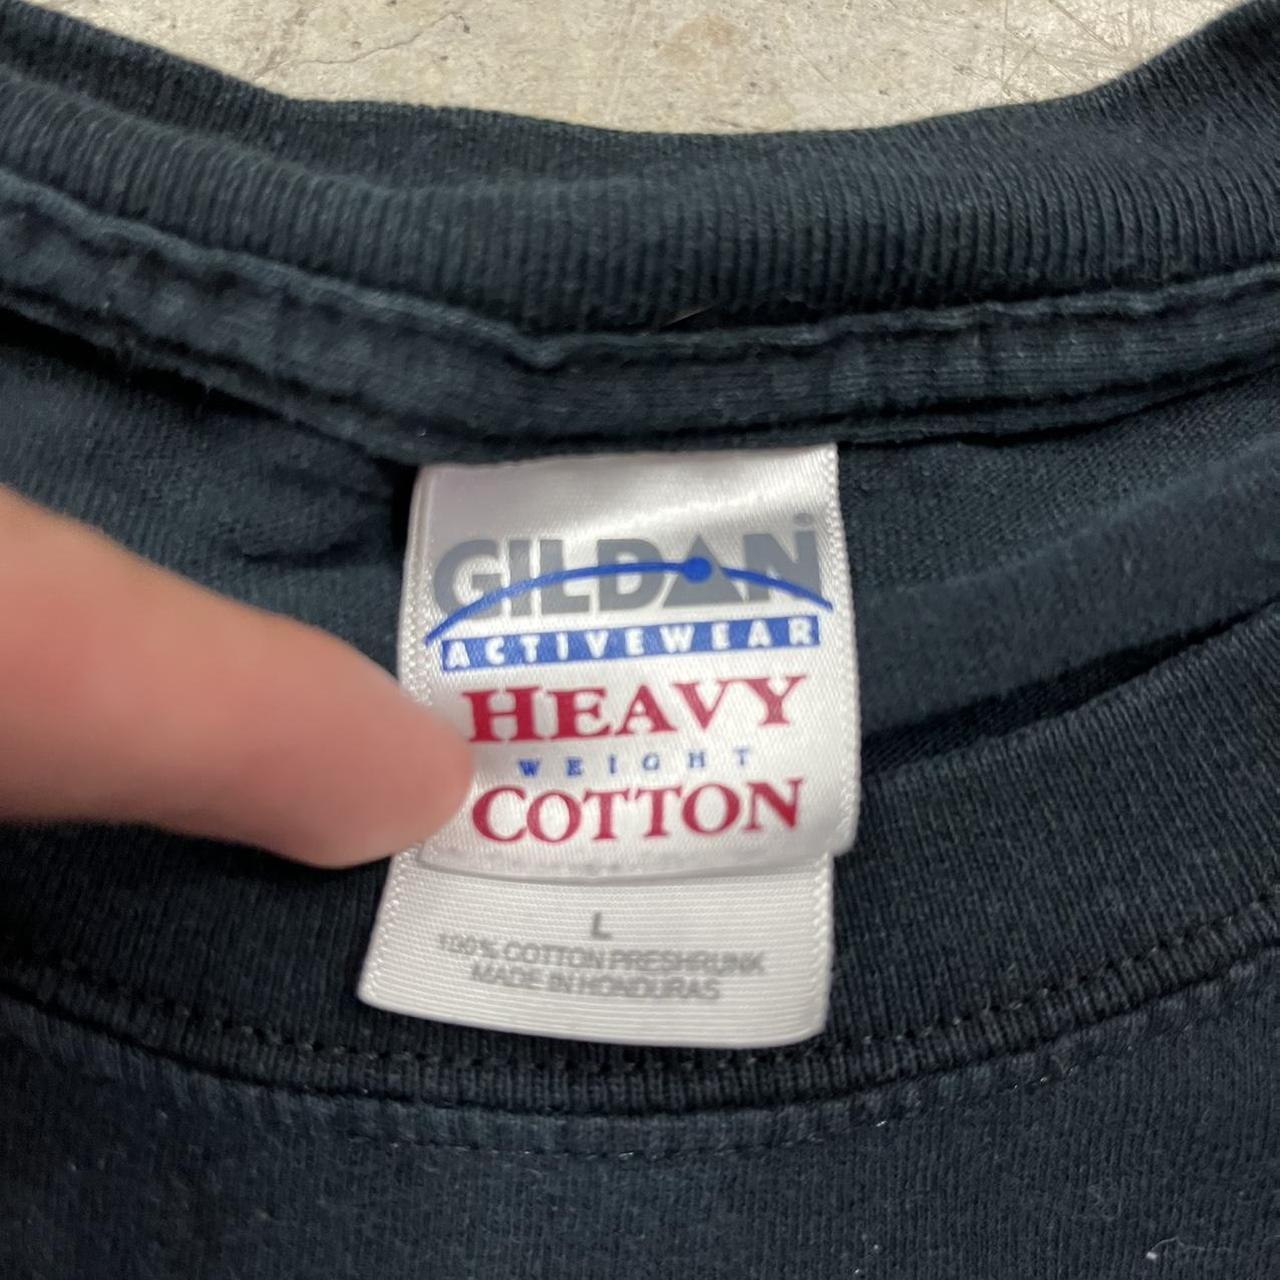 GILDAN
ACTIVEWEAR
HEAVY
WEIGHT
COTTON
L
100% COTTON PRESHRUNK
MADE IN HONDURAS